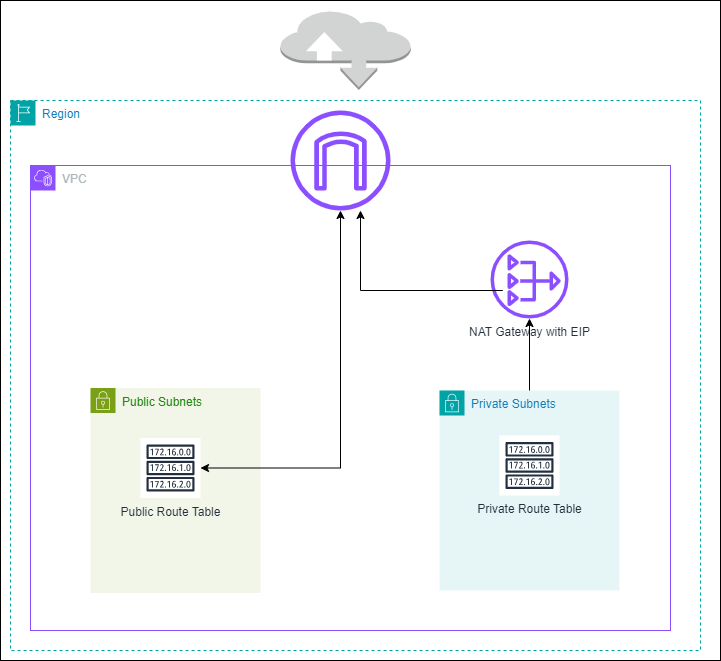 Region
VPC
NAT Gateway with EIP
Public Subnets
Private Subnets
172.16.0.0
172.16.1.0
172.16.2.0
Public Route Table
172.16.0.0
172.16.1.0
172.16.2.0
Private Route Table